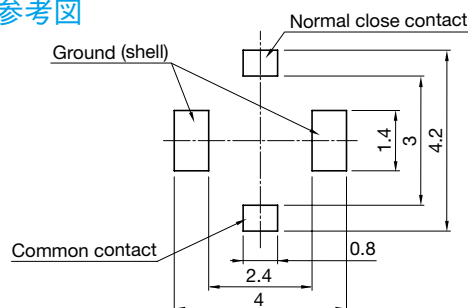 参考図
Normal close contact
Ground (shell)
1.4
3
4.2
Common contact
0.8
2.4
4